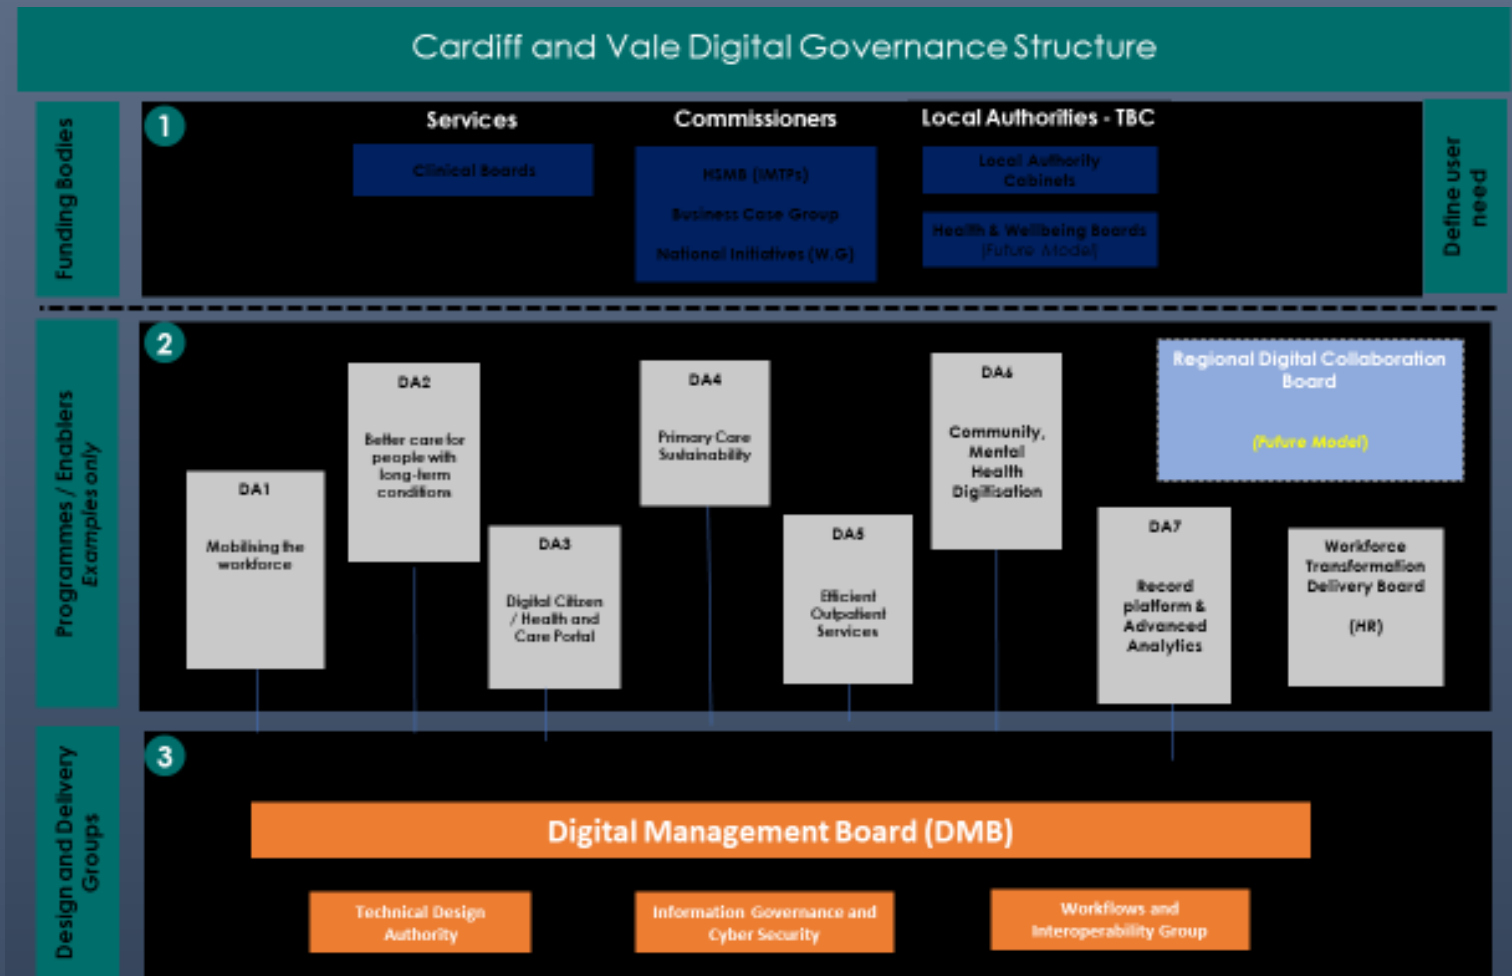 Cardiff and Vale Digital Governance Structure
Funding Bodies
1
Services
Clinical Boards
Commissioners
HSMB (IMTPs)
Business Case Group
National Initiatives (W.G)
Local Authorities - TBC
Local Authority
Cabinets
Health & Wellbeing Boards
(Future Model)
Define user
need
Programmes / Enablers
Examples only
2
DA1
Mobilising the
workforce
DA2
Better care for
people with
long-term
conditions
DA3
Digital Citizen
/ Health and
Care Portal
DA4
Primary Care
Sustainability
DA5
Efficient
Outpatient
Services
DA6
Community,
Mental
Health
Digitisation
DA7
Record
platform &
Advanced
Analytics
Regional Digital Collaboration
Board
(Future Model)
Workforce
Transformation
Delivery Board
(HR)
Design and Delivery
Groups
3
Digital Management Board (DMB)
Technical Design
Authority
Information Governance and
Cyber Security
Workflows and
Interoperability Group